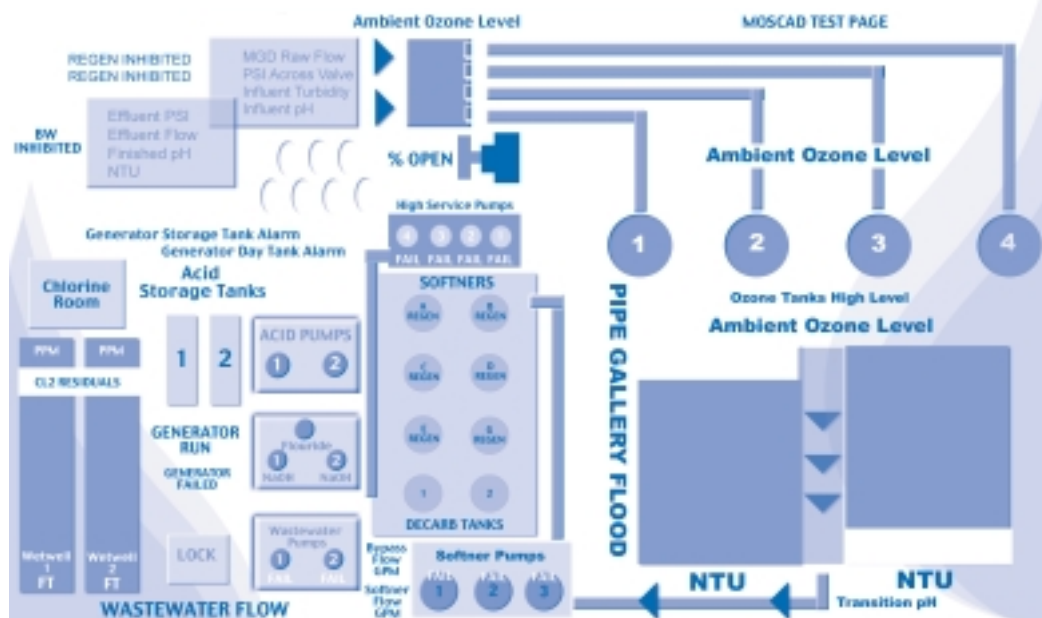 Ambient Ozone Level
MOSCAD TEST PAGE
REGEN INHIBITED
REGEN INHIBITED
MGD Raw Flow
PSI Across Valve
Influent Turbidity
Influent pH
Effluent PSI
Effluent Flow
Finished pH
NTU
BW
INHIBITED
% OPEN
Ambient Ozone Level
High Service Pumps
4 3 2 1
FAIL FAIL FAIL FAIL
1 2 3 4
Generator Storage Tank Alarm
Generator Day Tank Alarm
Chlorine
Room
Acid
Storage Tanks
1 2
ACID PUMPS
1 2
SOFTNERS
A
REGEN
B
REGEN
C
REGEN
D
REGEN
REGEN
REGEN
1 2
DECARB TANKS
Ozone Tanks High Level
Ambient Ozone Level
PIPE GALLERY FLOOD
PPM PPM
CL2 RESIDUALS
GENERATOR
RUN
GENERATOR
FAILED
Flouride
1 2
NaOH NaOH
Wetwell
1
FT
Wetwell
2
FT
LOCK
Wastewater
Pumps
1 2
FAIL FAIL
WASTEWATER FLOW
Bypass
Flow
GPM
Softner
Flow
GPM
Softner Pumps
1 2 3
NTU
NTU
Transition pH